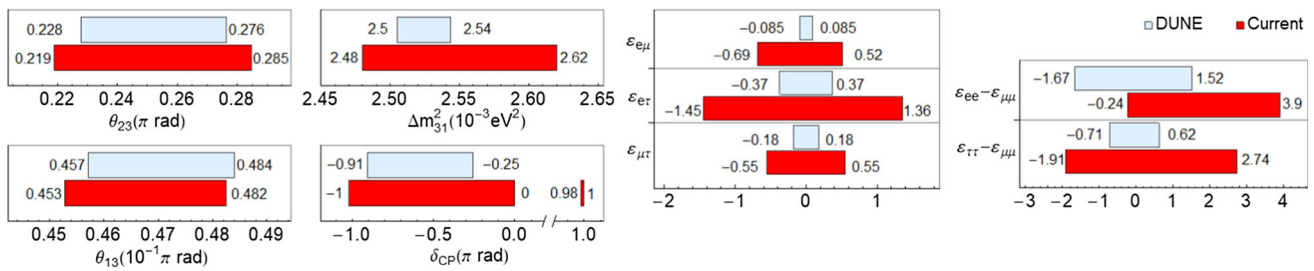 0.228 0.276
0.219 0.285
0.22 0.24 0.26 0.28
θ23(π rad)
2.5 2.54
2.48 2.62
2.45 2.50 2.55 2.60 2.65
Δm²31(10⁻³eV²)
0.457 0.484
0.453 0.482
0.45 0.46 0.47 0.48 0.49
θ13(10⁻¹π rad)
−0.91 −0.25
−1 0 0.98 1
−1.0 −0.5 0.0 1.0
δCP(π rad)
εeμ −0.085 0.085
−0.69 0.52
εeτ −0.37 0.37
−1.45 1.36
εμτ −0.18 0.18
−0.55 0.55
−2 −1 0 1
DUNE Current
εee−εμμ −1.67 1.52
−0.24 3.9
εττ−εμμ −0.71 0.62
−1.91 2.74
−3 −2 −1 0 1 2 3 4